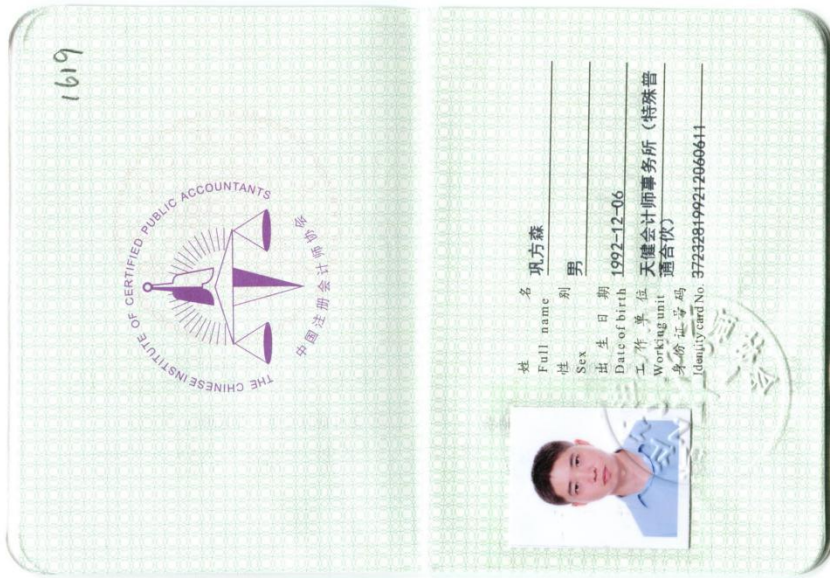 1619
THE CHINESE INSTITUTE OF CERTIFIED PUBLIC ACCOUNTANTS
中国注册会计师协会
姓 名 巩方森
Full name
性 别 男
Sex
出 生 日 期 1992-12-06
Date of birth
工 作 单 位 天健会计师事务所（特殊普
Working unit 通合伙）
身 份 证 号 码 372328199212060611
Identity card No.